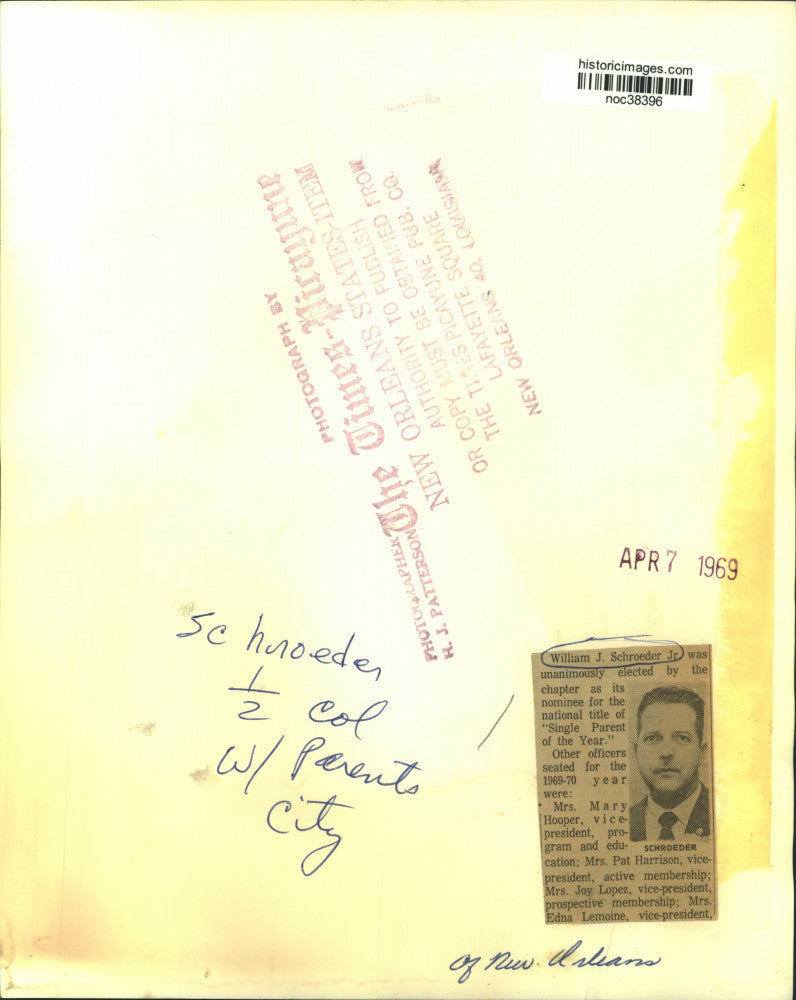 historicimages.com
noc38396
PHOTOGRAPH BY
The Times-Picayune
NEW ORLEANS STATES-ITEM
AUTHORITY TO PUBLISH
OR COPY MUST BE OBTAINED FROM
THE TIMES PICAYUNE PUB. CO.
LAFAYETTE SQUARE
NEW ORLEANS, 40, LOUISIANA
PHOTOGRAPHER
H. J. PATTERSON
APR 7 1969
Schroeder
1/2 col
w/ Parents
City
William J. Schroeder Jr. was
unanimously elected by the
chapter as its
nominee for the
national title of
"Single Parent
of the Year."
Other officers
seated for the
1969-70 year
were:
Mrs. Mary
Hooper, vice-
president, pro-
gram and edu-
SCHROEDER
cation; Mrs. Pat Harrison, vice-
president, active membership;
Mrs. Joy Lopez, vice-president,
prospective membership; Mrs.
Edna Lemoine, vice-president,
of New Orleans